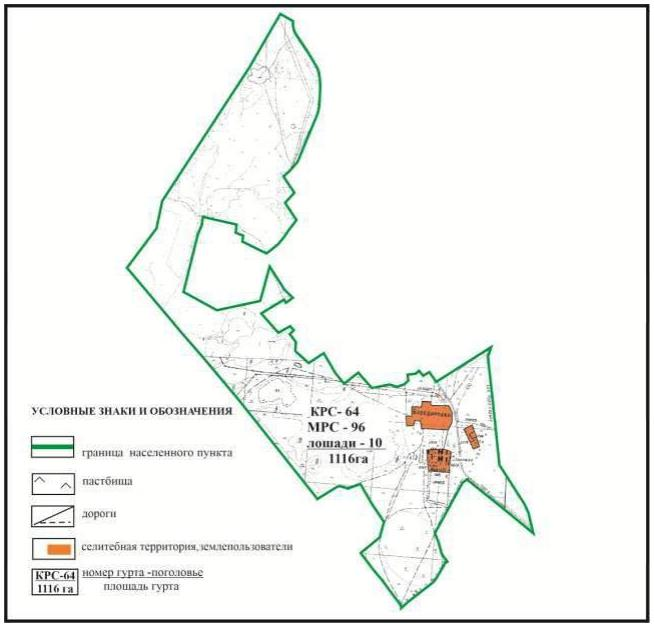 КРС- 64
МРС - 96
лошади - 10
1116га
УСЛОВНЫЕ ЗНАКИ И ОБОЗНАЧЕНИЯ
граница населенного пункта
пастбища
дороги
селитебная территория,землепользователи
КРС-64
1116 га
номер гурта -поголовье
площадь гурта